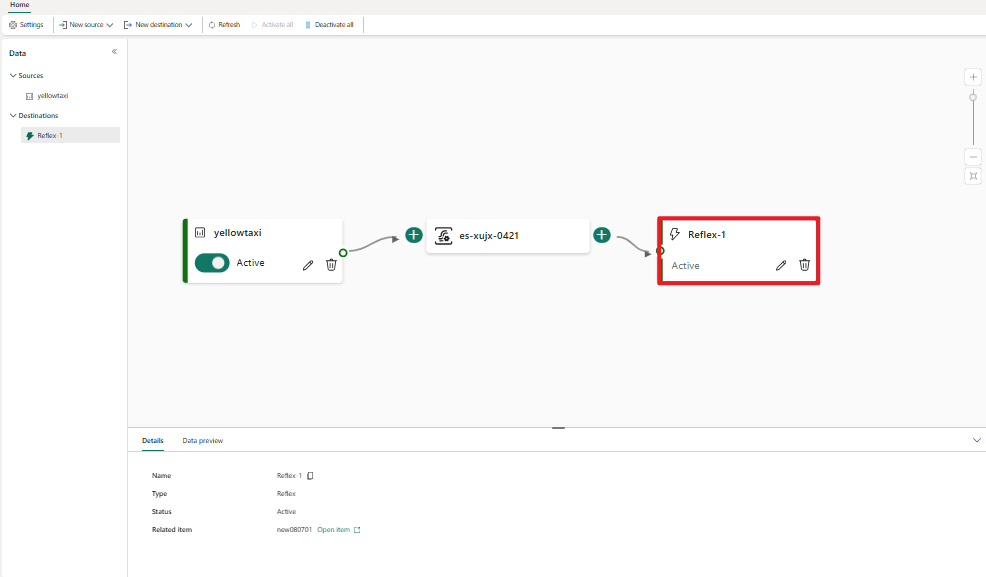 Home
Settings New source New destination Refresh Activate all Deactivate all
Data
Sources
yellowtaxi
Destinations
Reflex-1
yellowtaxi
Active
es-xujx-0421
Reflex-1
Active
Details Data preview
Name Reflex-1
Type Reflex
Status Active
Related item new080701 Open item